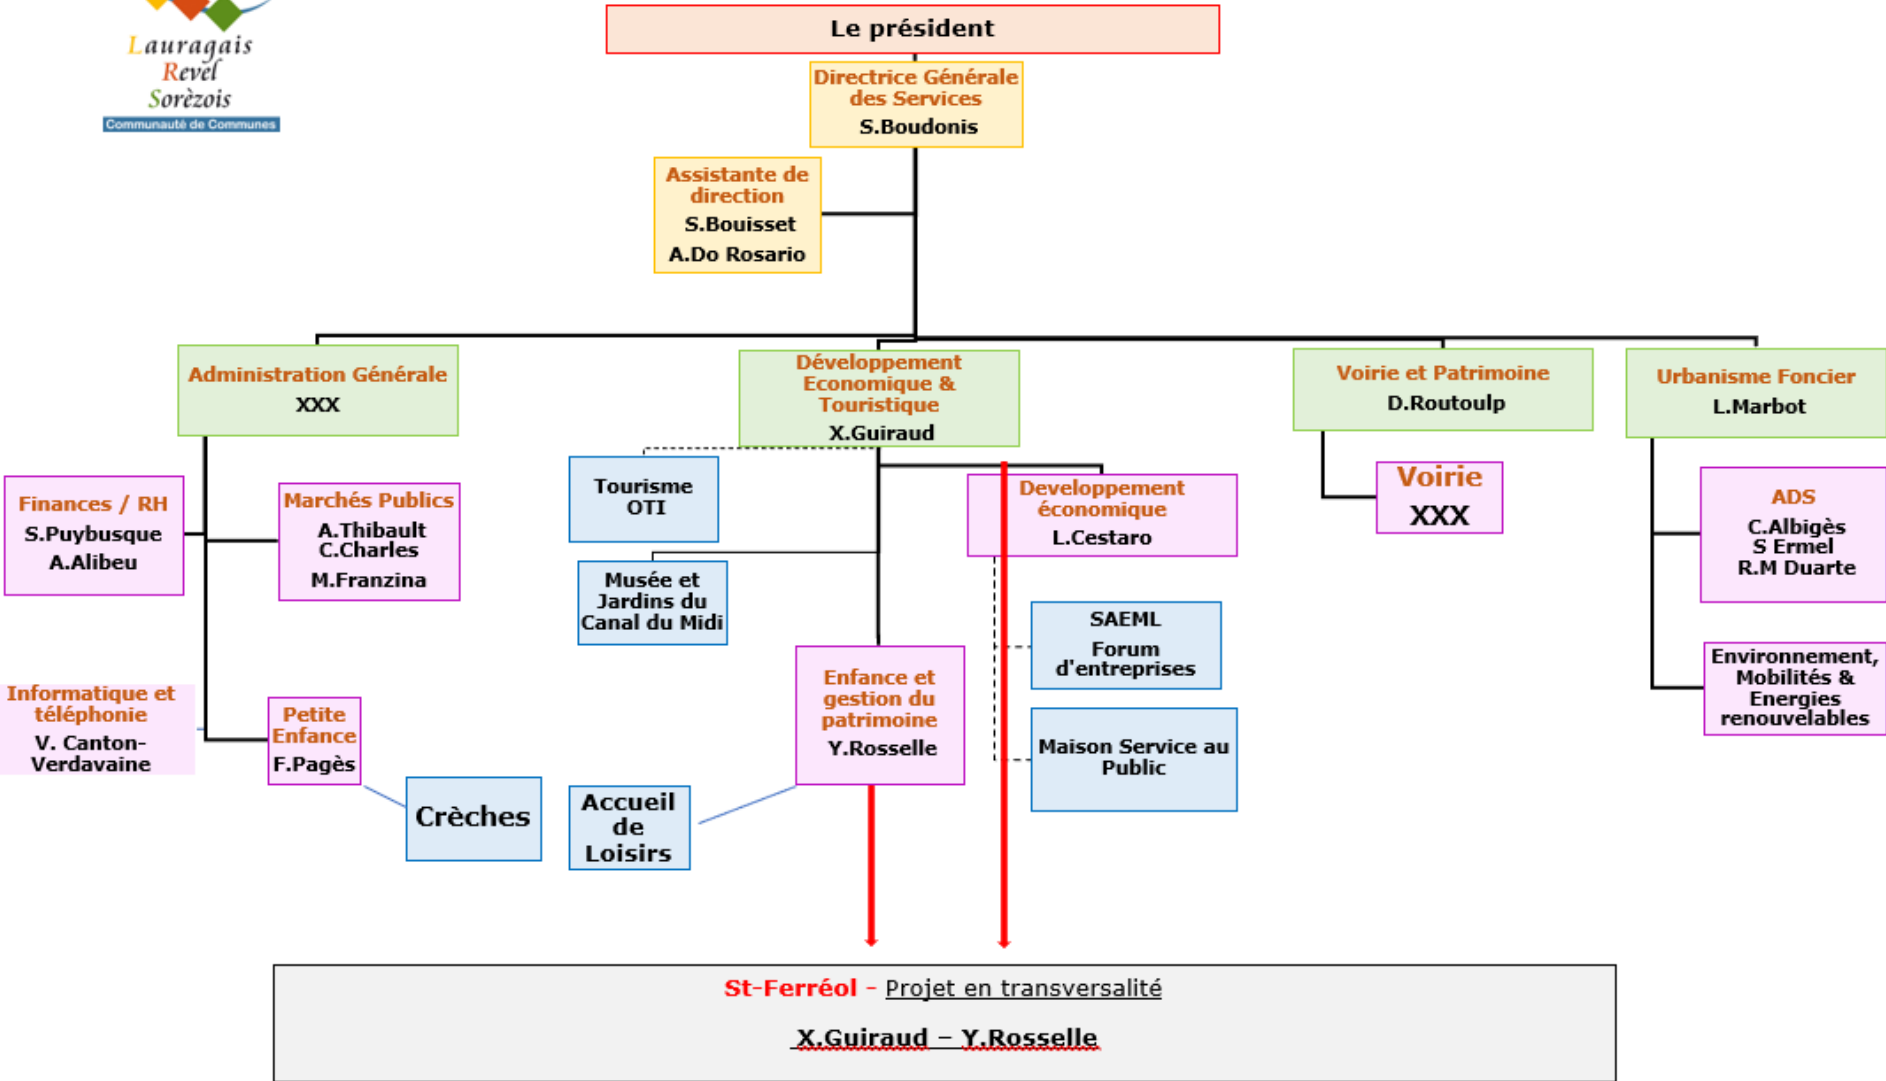 Lauragais
Revel
Sorèzois
Communauté de Communes
Le président
Directrice Générale
des Services
S.Boudonis
Assistante de
direction
S.Bouisset
A.Do Rosario
Administration Générale
XXX
Développement
Economique &
Touristique
X.Guiraud
Voirie et Patrimoine
D.Routoulp
Urbanisme Foncier
L.Marbot
Finances / RH
S.Puybusque
A.Alibeu
Marchés Publics
A.Thibault
C.Charles
M.Franzina
Tourisme
OTI
Developpement
économique
L.Cestaro
Voirie
XXX
ADS
C.Albigès
S Ermel
R.M Duarte
Musée et
Jardins du
Canal du Midi
SAEML
Forum
d'entreprises
Informatique et
téléphonie
V. Canton-
Verdavaine
Petite
Enfance
F.Pagès
Enfance et
gestion du
patrimoine
Y.Rosselle
Maison Service au
Public
Environnement,
Mobilités &
Energies
renouvelables
Crèches
Accueil
de
Loisirs
St-Ferréol - Projet en transversalité
X.Guiraud – Y.Rosselle